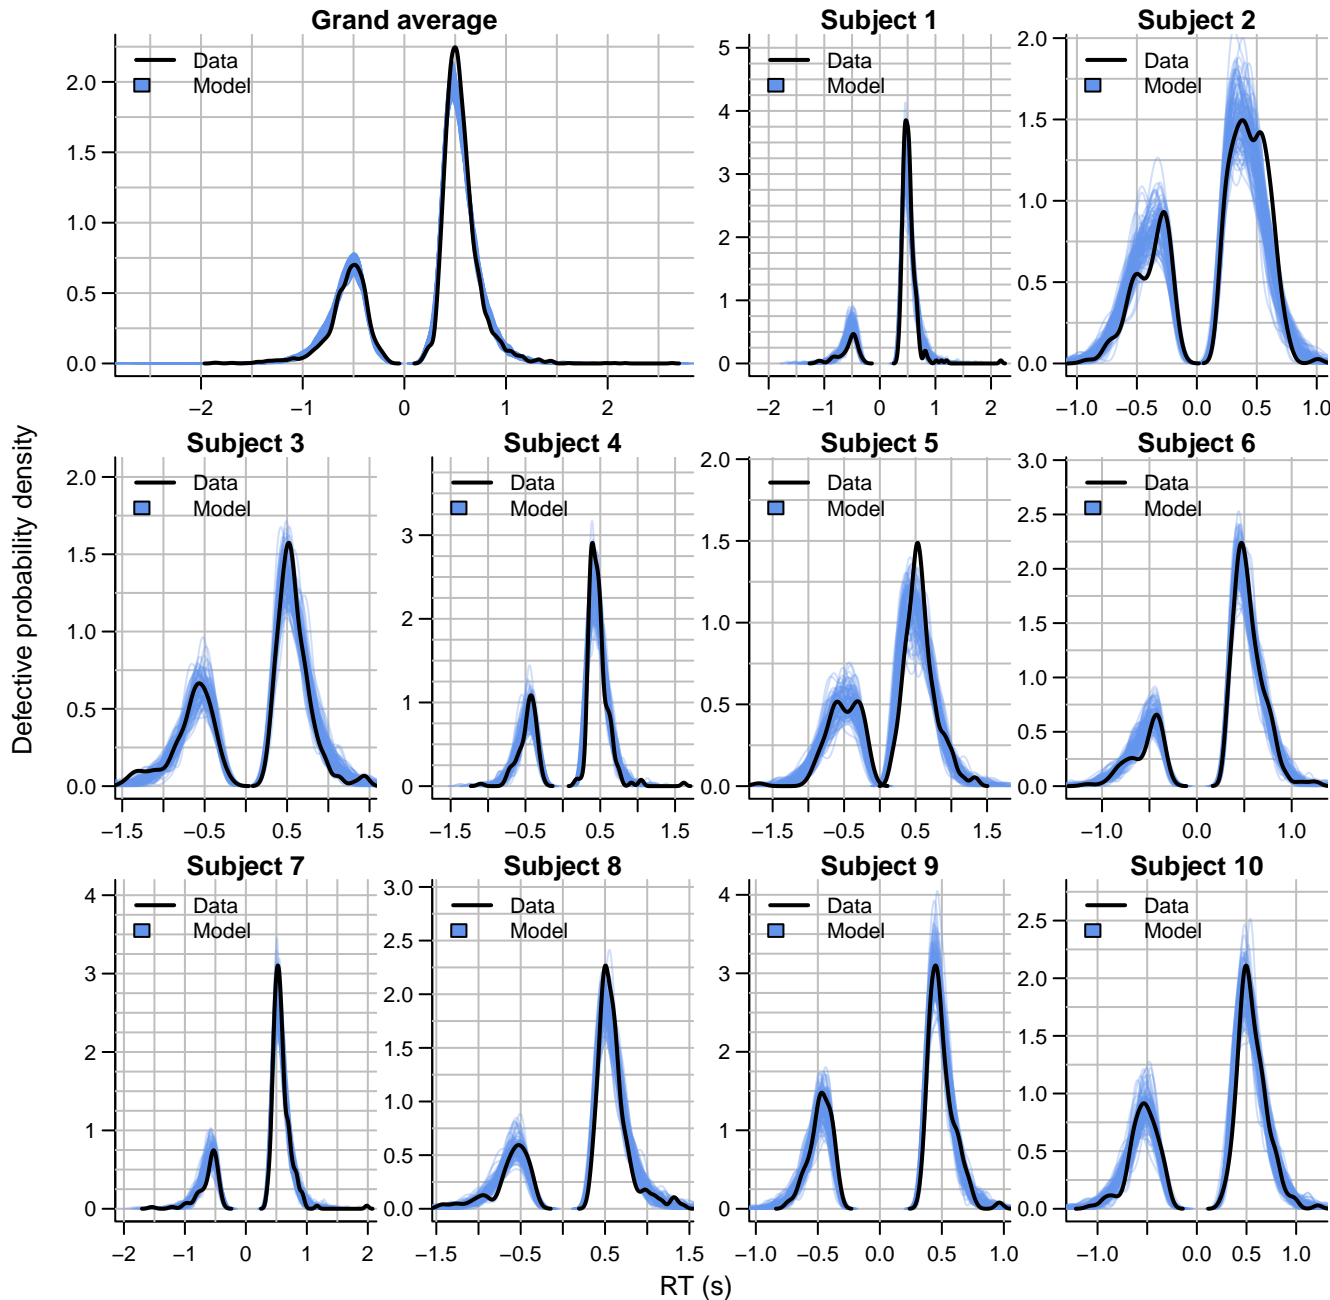 Grand average
Data
Model
2.0
1.5
1.0
0.5
0.0
−2 −1 0 1 2
Subject 1
Data
Model
5
4
3
2
1
0
−2 −1 0 1 2
Subject 2
Data
Model
2.0
1.5
1.0
0.5
0.0
−1.0 −0.5 0.0 0.5 1.0
Defective probability density
Subject 3
Data
Model
2.0
1.5
1.0
0.5
0.0
−1.5 −0.5 0.5 1.5
Subject 4
Data
Model
3
2
1
0
−1.5 −0.5 0.5 1.5
Subject 5
Data
Model
2.0
1.5
1.0
0.5
0.0
−1.5 −0.5 0.5 1.5
Subject 6
Data
Model
3.0
2.5
2.0
1.5
1.0
0.5
0.0
−1.0 0.0 1.0
Subject 7
Data
Model
4
3
2
1
0
−2 −1 0 1 2
Subject 8
Data
Model
3.0
2.5
2.0
1.5
1.0
0.5
0.0
−1.5 −0.5 0.5 1.5
Subject 9
Data
Model
4
3
2
1
0
−1.0 −0.5 0.0 0.5 1.0
Subject 10
Data
Model
2.5
2.0
1.5
1.0
0.5
0.0
−1.0 0.0 0.5 1.0
RT (s)